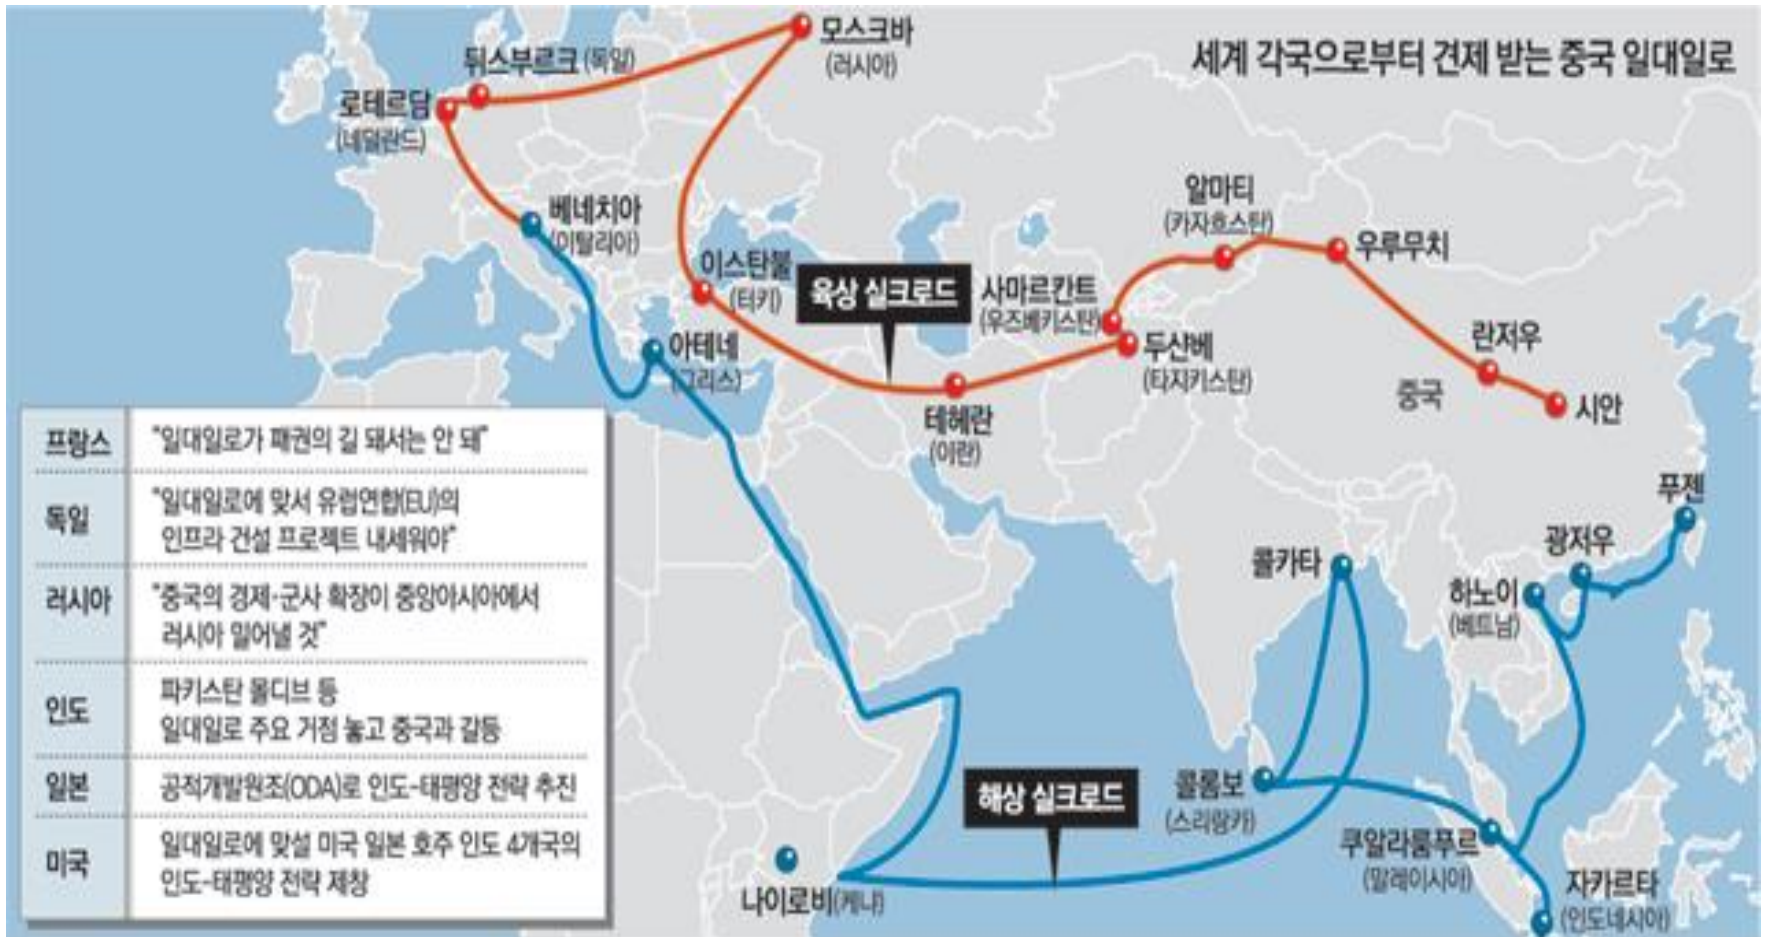 세계 각국으로부터 견제 받는 중국 일대일로
모스크바
(러시아)
뒤스부르크 (독일)
로테르담
(네덜란드)
베네치아
(이탈리아)
이스탄불
(터키)
아테네
(그리스)
육상 실크로드
테헤란
(이란)
사마르칸트
(우즈베키스탄)
두샨베
(타지키스탄)
알마티
(카자흐스탄)
우루무치
란저우
시안
중국
푸젠
광저우
하노이
(베트남)
콜카타
콜롬보
(스리랑카)
쿠알라룸푸르
(말레이시아)
자카르타
(인도네시아)
해상 실크로드
나이로비(케냐)
프랑스 "일대일로가 패권의 길 돼서는 안 돼"
독일 "일대일로에 맞서 유럽연합(EU)의
인프라 건설 프로젝트 내세워야"
러시아 "중국의 경제·군사 확장이 중앙아시아에서
러시아 밀어낼 것"
인도 파키스탄 몰디브 등
일대일로 주요 거점 놓고 중국과 갈등
일본 공적개발원조(ODA)로 인도-태평양 전략 추진
미국 일대일로에 맞설 미국 일본 호주 인도 4개국의
인도-태평양 전략 제창